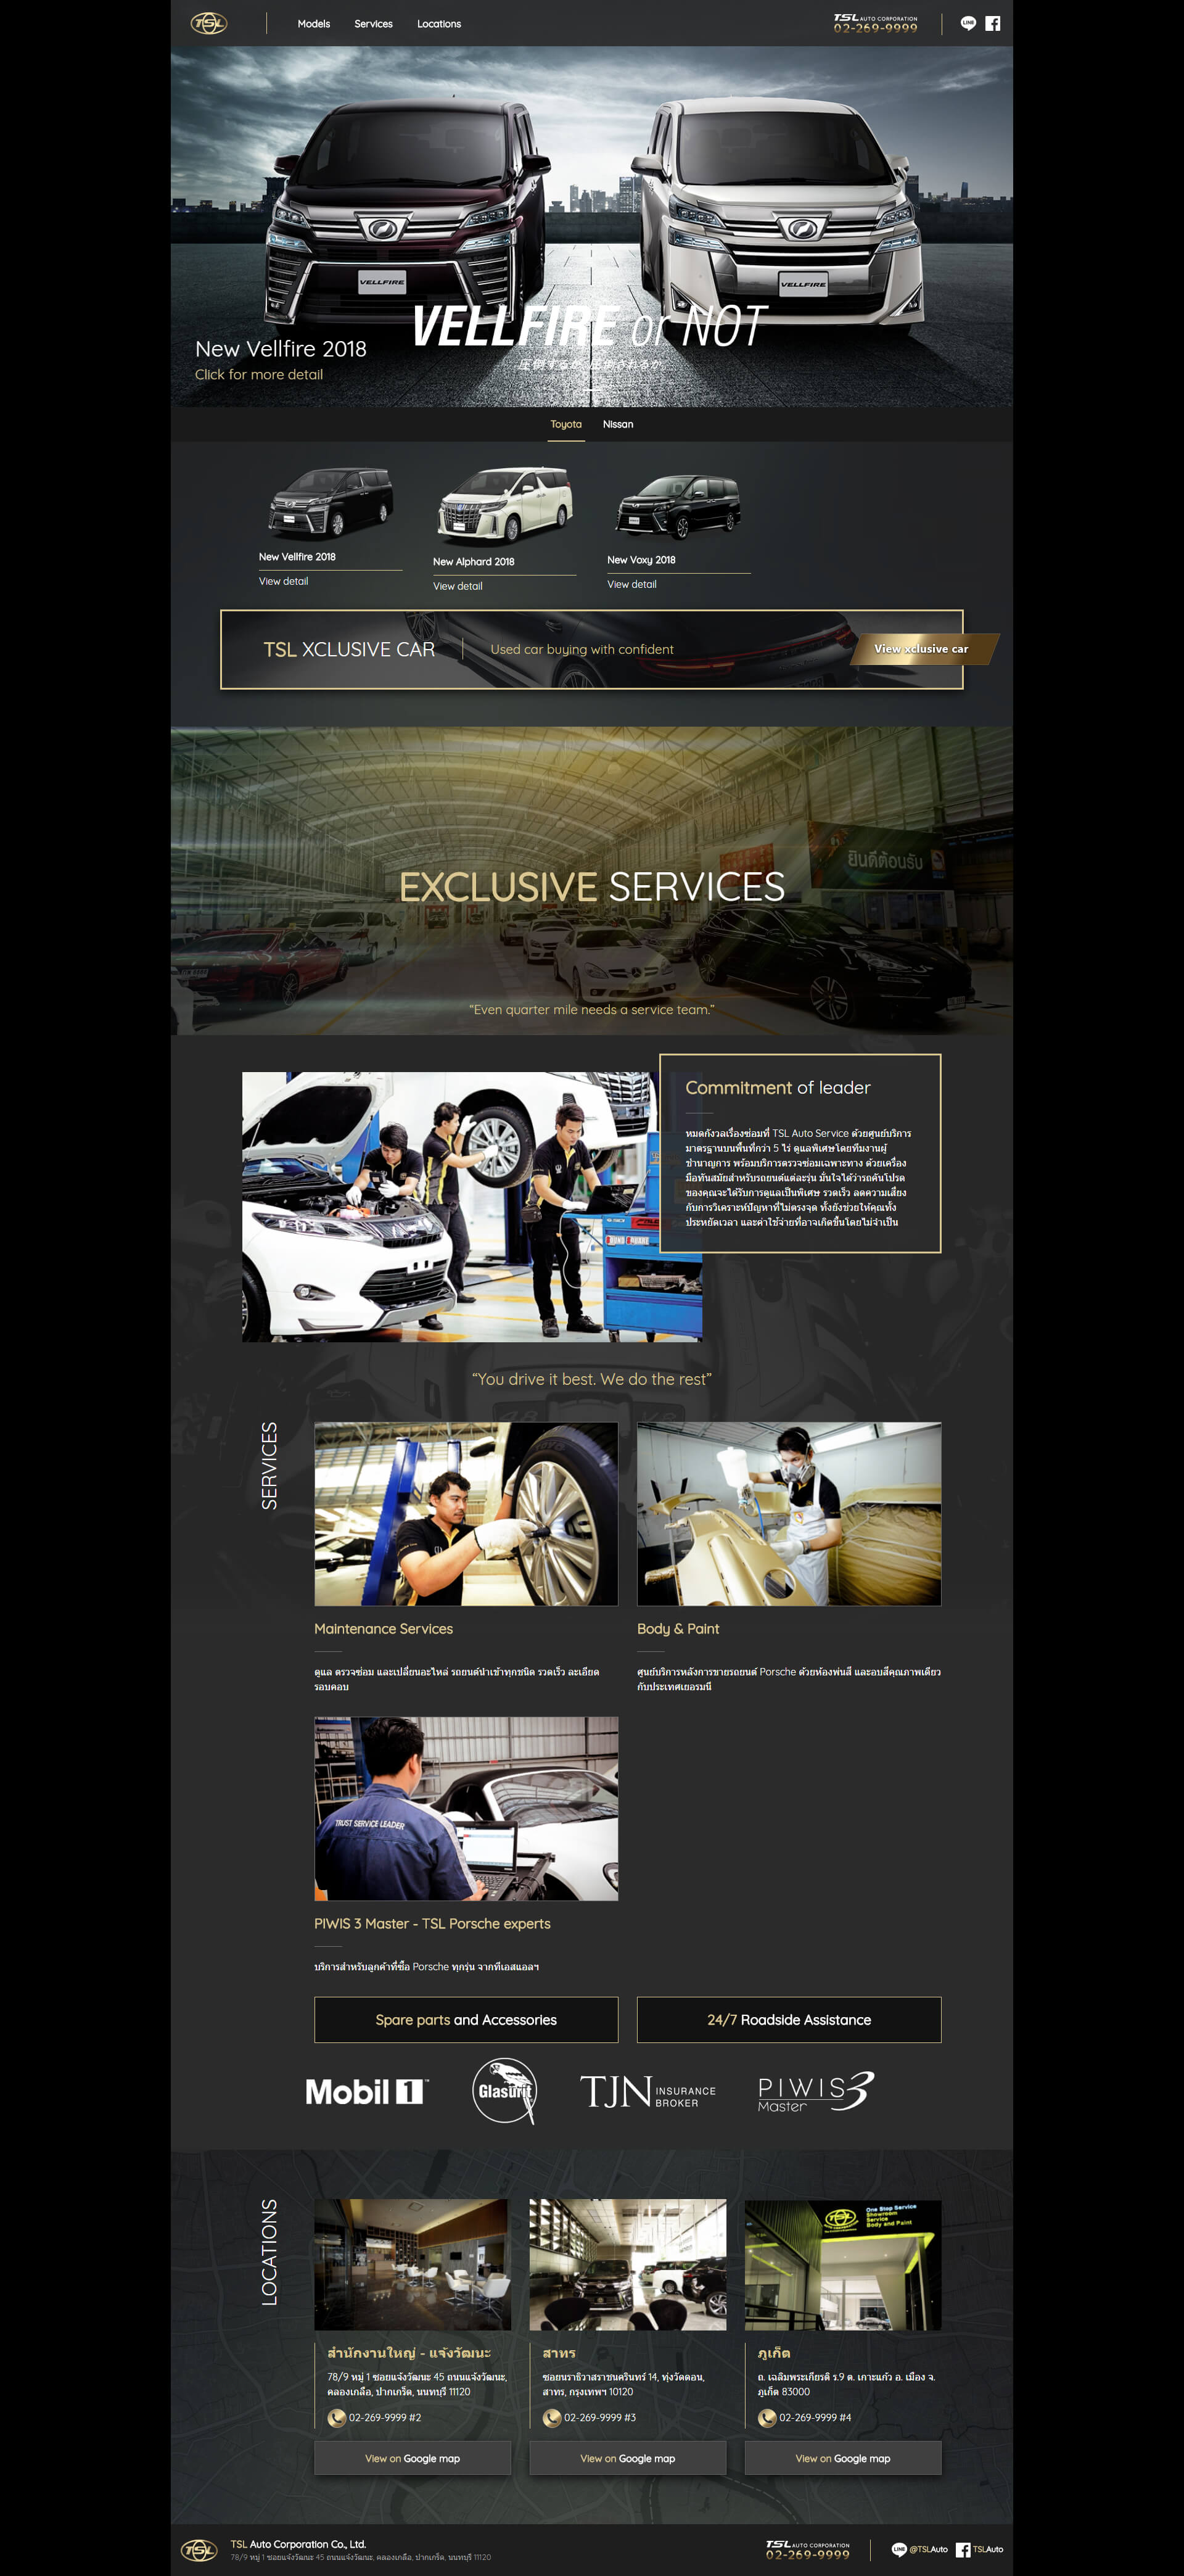 TSL
Models
Services
Locations
TSL AUTO CORPORATION
02-269-9999
LINE
VELLFIRE
VELLFIRE
VELLFIRE or NOT
New Vellfire 2018
Click for more detail
Toyota
Nissan
New Vellfire 2018
View detail
New Alphard 2018
View detail
New Voxy 2018
View detail
TSL XCLUSIVE CAR
Used car buying with confident
View xclusive car
ยินดีต้อนรับ
EXCLUSIVE SERVICES
“Even quarter mile needs a service team.”
Commitment of leader
หมดกังวลเรื่องซ่อมที่ TSL Auto Service ด้วยศูนย์บริการ
มาตรฐานบนพื้นที่กว่า 5 ไร่ ดูแลพิเศษโดยทีมงานผู้
ชำนาญการ พร้อมบริการตรวจซ่อมเฉพาะทาง ด้วยเครื่อง
มือทันสมัยสำหรับรถยนต์แต่ละรุ่น มั่นใจได้ว่ารถคันโปรด
ของคุณจะได้รับการดูแลเป็นพิเศษ รวดเร็ว ลดความเสี่ยง
กับการวิเคราะห์ปัญหาที่ไม่ตรงจุด ทั้งยังช่วยให้คุณทั้ง
ประหยัดเวลา และค่าใช้จ่ายที่อาจเกิดขึ้นโดยไม่จำเป็น
“You drive it best. We do the rest”
SERVICES
Maintenance Services
ดูแล ตรวจซ่อม และเปลี่ยนอะไหล่ รถยนต์นำเข้าทุกชนิด รวดเร็ว ละเอียด
รอบคอบ
Body & Paint
ศูนย์บริการหลังการขายรถยนต์ Porsche ด้วยห้องพ่นสี และอบสีคุณภาพเดียว
กับประเทศเยอรมนี
TRUST SERVICE LEADER
PIWIS 3 Master - TSL Porsche experts
บริการสำหรับลูกค้าที่ซื้อ Porsche ทุกรุ่น จากทีเอสแอลฯ
Spare parts and Accessories
24/7 Roadside Assistance
Mobil 1™
Glasurit
TJN INSURANCE
BROKER
PIWIS 3
Master
LOCATIONS
One Stop Service
Showroom
Service
Body and Paint
สำนักงานใหญ่ - แจ้งวัฒนะ
78/9 หมู่ 1 ซอยแจ้งวัฒนะ 45 ถนนแจ้งวัฒนะ,
คลองเกลือ, ปากเกร็ด, นนทบุรี 11120
02-269-9999 #2
View on Google map
สาทร
ซอยนราธิวาสราชนครินทร์ 14, ทุ่งวัดดอน,
สาทร, กรุงเทพฯ 10120
02-269-9999 #3
View on Google map
ภูเก็ต
ถ. เฉลิมพระเกียรติ ร.9 ต. เกาะแก้ว อ. เมือง จ.
ภูเก็ต 83000
02-269-9999 #4
View on Google map
TSL
TSL Auto Corporation Co., Ltd.
78/9 หมู่ 1 ซอยแจ้งวัฒนะ 45 ถนนแจ้งวัฒนะ, คลองเกลือ, ปากเกร็ด, นนทบุรี 11120
TSL AUTO CORPORATION
02-269-9999
LINE
@TSLAuto
TSLAuto